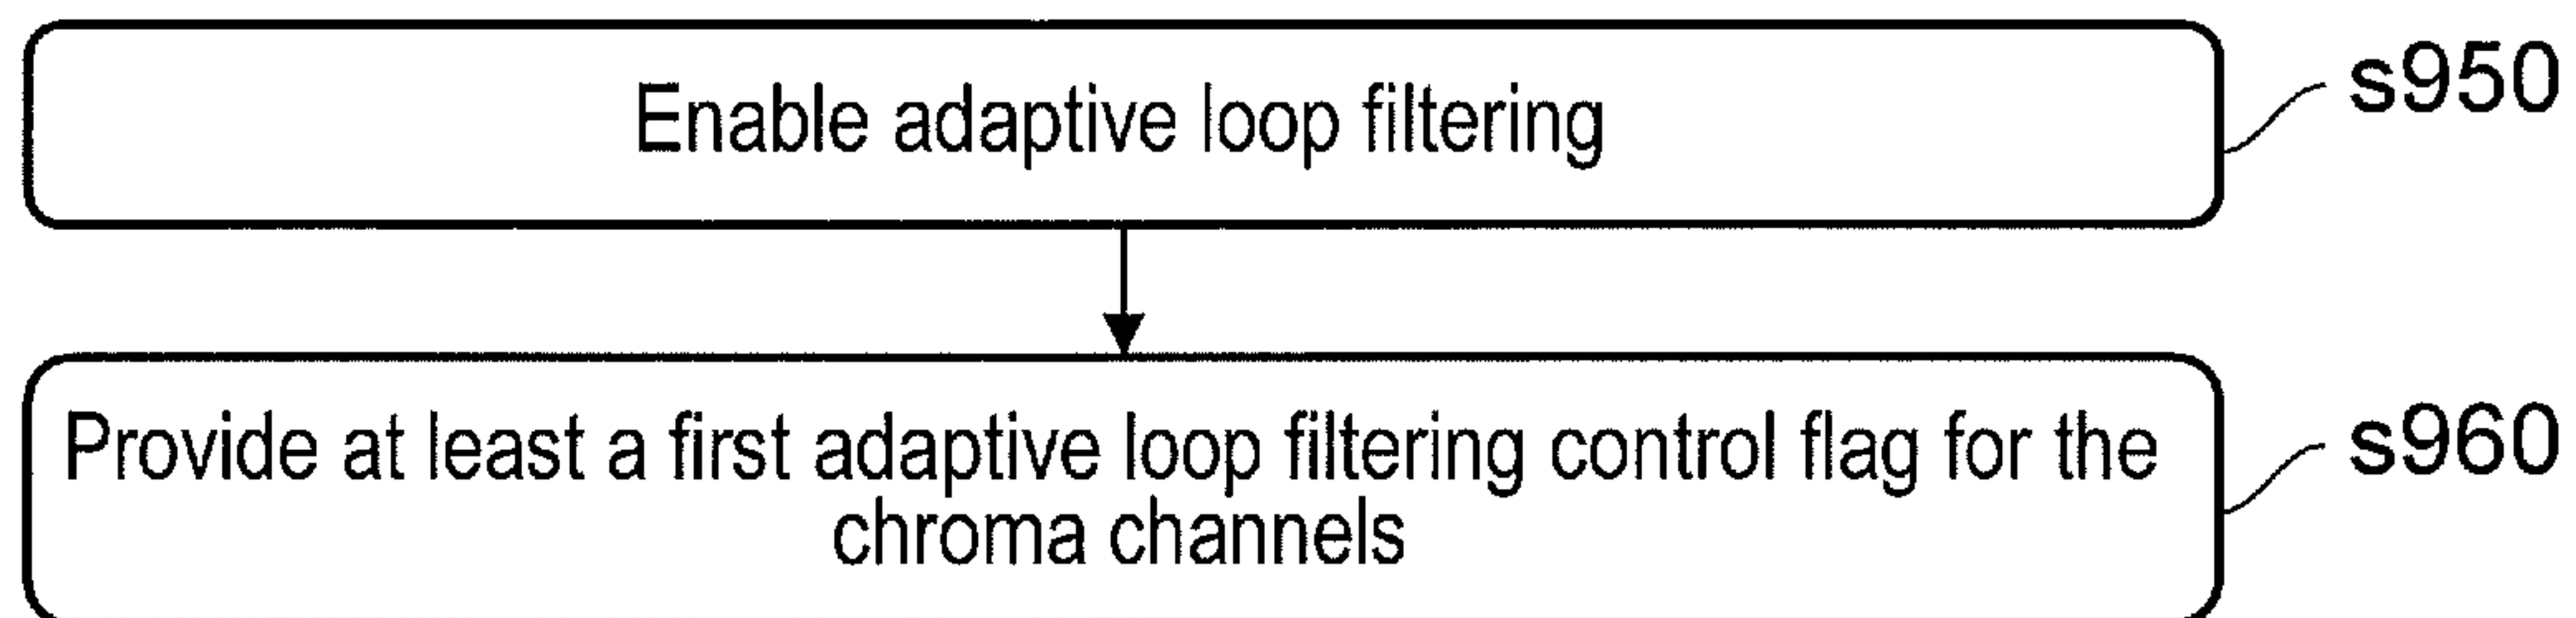 Enable adaptive loop filtering
s950
Provide at least a first adaptive loop filtering control flag for the
chroma channels
s960